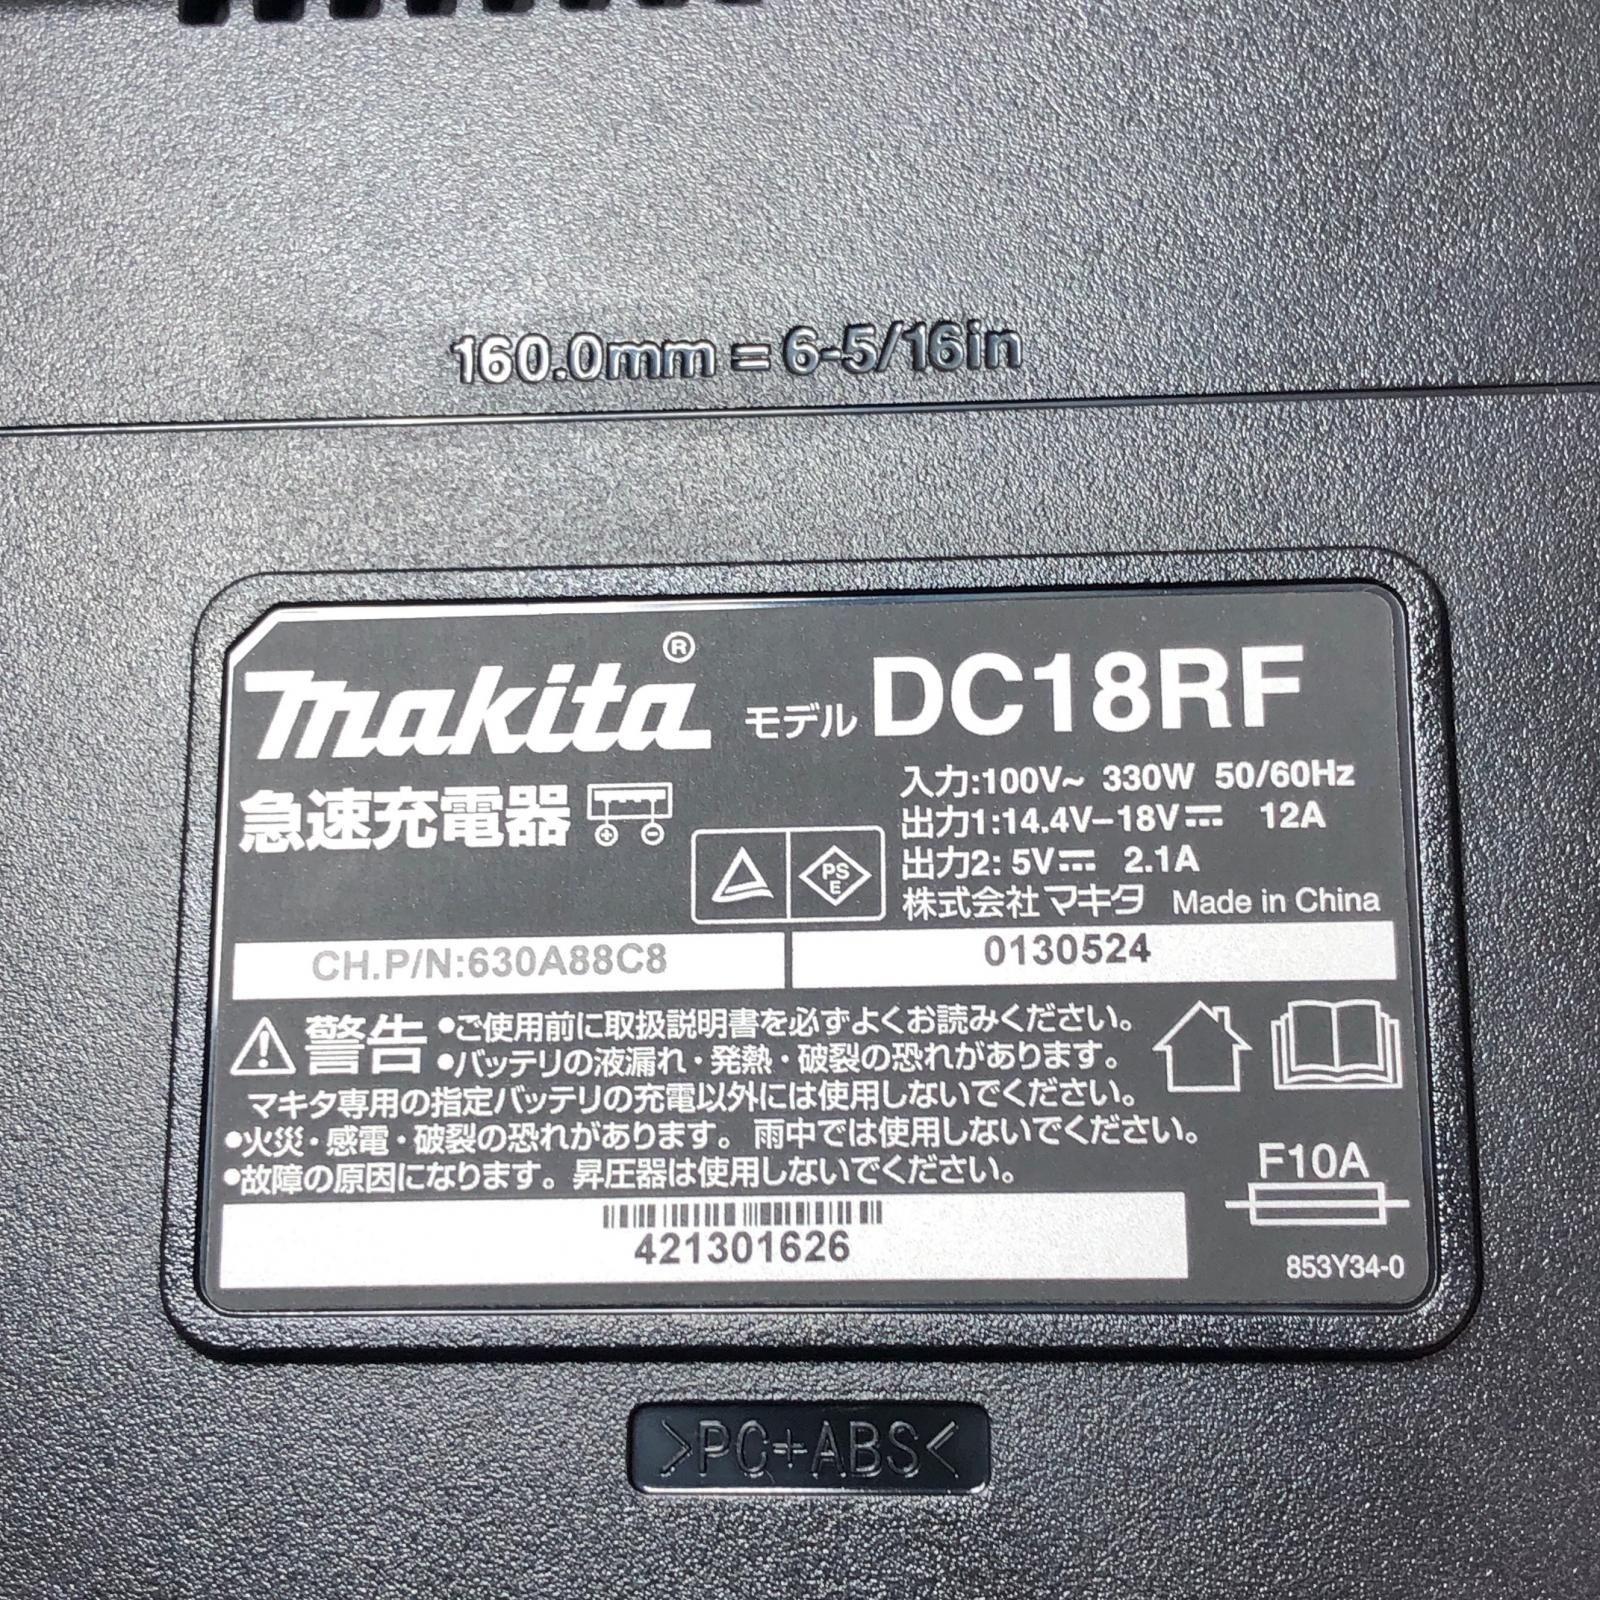 160.0mm = 6-5/16in
makita® モデル DC18RF
急速充電器
入力:100V~ 330W 50/60Hz
出力1:14.4V–18V⎓ 12A
出力2: 5V⎓ 2.1A
PS
E
株式会社 マキタ Made in China
CH.P/N:630A88C8
0130524
警告 •ご使用前に取扱説明書を必ずよくお読みください。
•バッテリの液漏れ・発熱・破裂の恐れがあります。
マキタ専用の指定バッテリの充電以外には使用しないでください。
•火災・感電・破裂の恐れがあります。雨中では使用しないでください。
•故障の原因になります。昇圧器は使用しないでください。
F10A
421301626
853Y34-0
>PC+ABS<